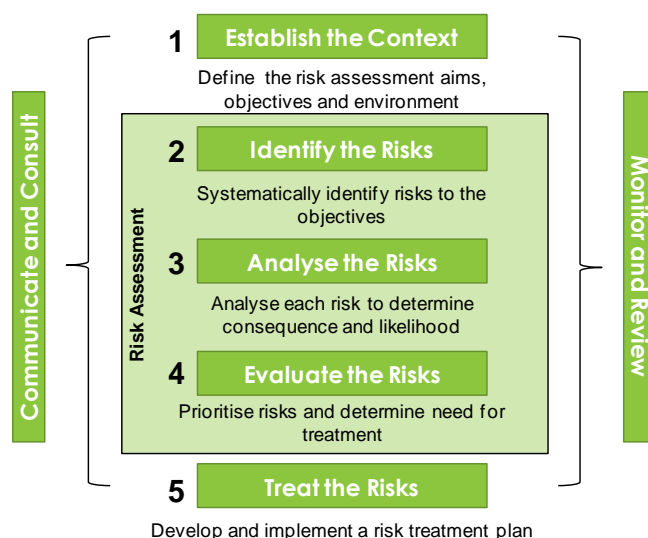 Communicate and Consult
1 Establish the Context
Define the risk assessment aims,
objectives and environment
Risk Assessment
2 Identify the Risks
Systematically identify risks to the
objectives
3 Analyse the Risks
Analyse each risk to determine
consequence and likelihood
4 Evaluate the Risks
Prioritise risks and determine need for
treatment
5 Treat the Risks
Develop and implement a risk treatment plan
Monitor and Review